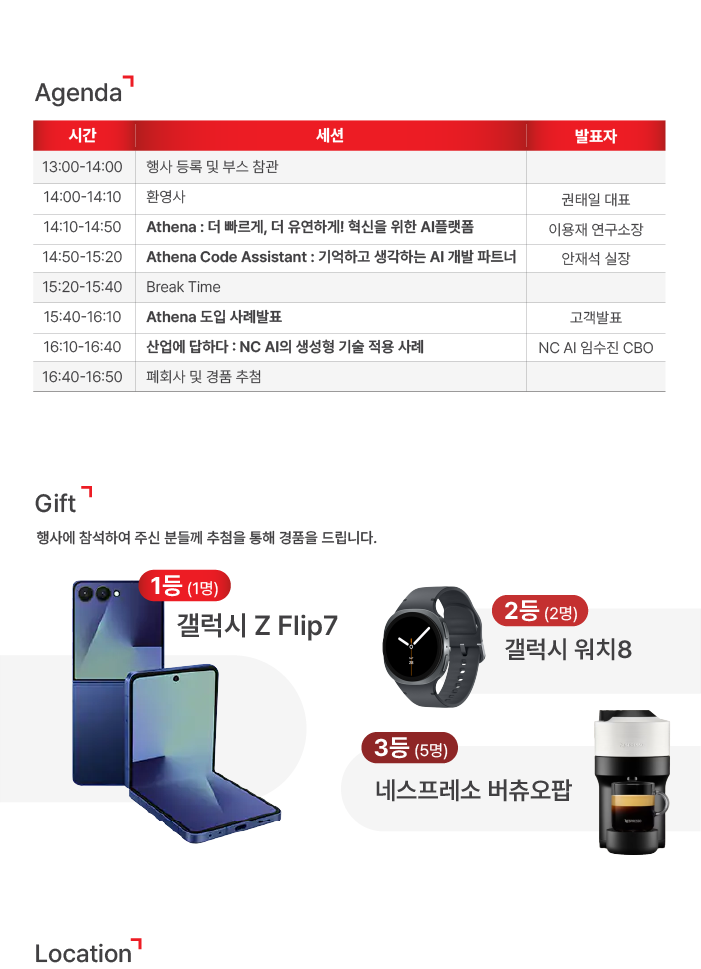 Agenda
시간 세션 발표자
13:00-14:00 행사 등록 및 부스 참관
14:00-14:10 환영사 권태일 대표
14:10-14:50 Athena : 더 빠르게, 더 유연하게! 혁신을 위한 AI플랫폼 이용재 연구소장
14:50-15:20 Athena Code Assistant : 기억하고 생각하는 AI 개발 파트너 안재석 실장
15:20-15:40 Break Time
15:40-16:10 Athena 도입 사례발표 고객발표
16:10-16:40 산업에 답하다 : NC AI의 생성형 기술 적용 사례 NC AI 임수진 CBO
16:40-16:50 폐회사 및 경품 추첨
Gift
행사에 참석하여 주신 분들께 추첨을 통해 경품을 드립니다.
1등 (1명)
갤럭시 Z Flip7
2등 (2명)
갤럭시 워치8
3등 (5명)
네스프레소 버츄오팝
Location